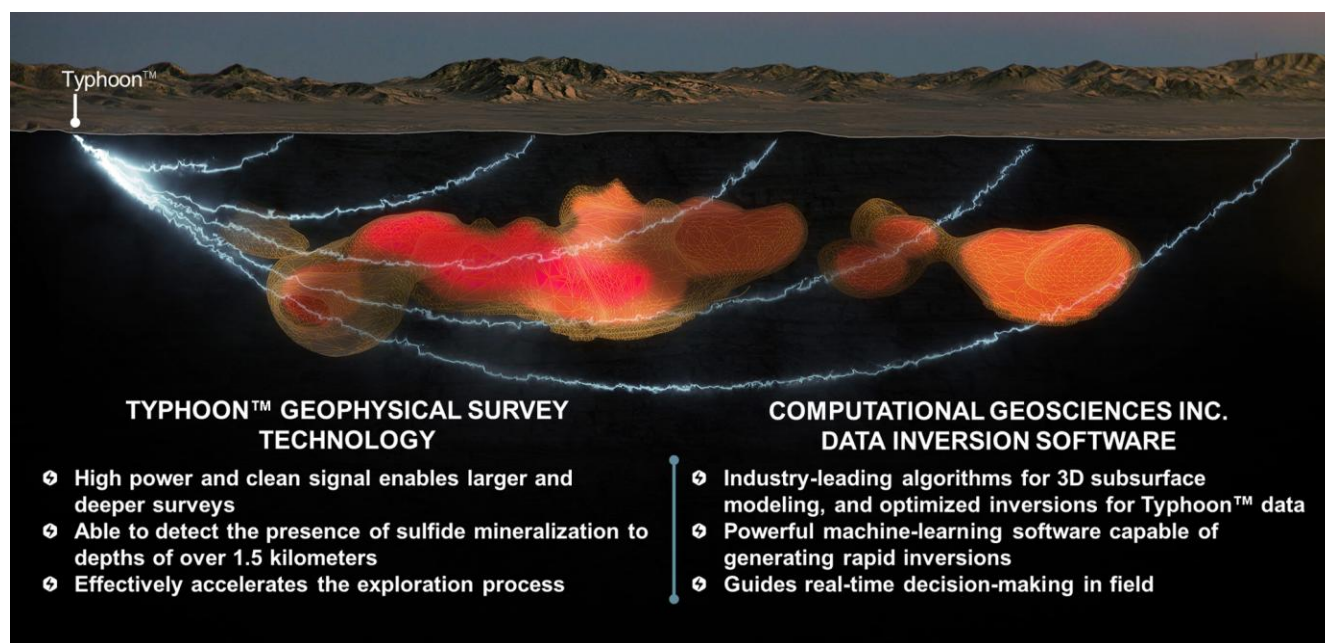 Typhoon™
TYPHOON™ GEOPHYSICAL SURVEY
TECHNOLOGY
High power and clean signal enables larger and
deeper surveys
Able to detect the presence of sulfide mineralization to
depths of over 1.5 kilometers
Effectively accelerates the exploration process
COMPUTATIONAL GEOSCIENCES INC.
DATA INVERSION SOFTWARE
Industry-leading algorithms for 3D subsurface
modeling, and optimized inversions for Typhoon™ data
Powerful machine-learning software capable of
generating rapid inversions
Guides real-time decision-making in field